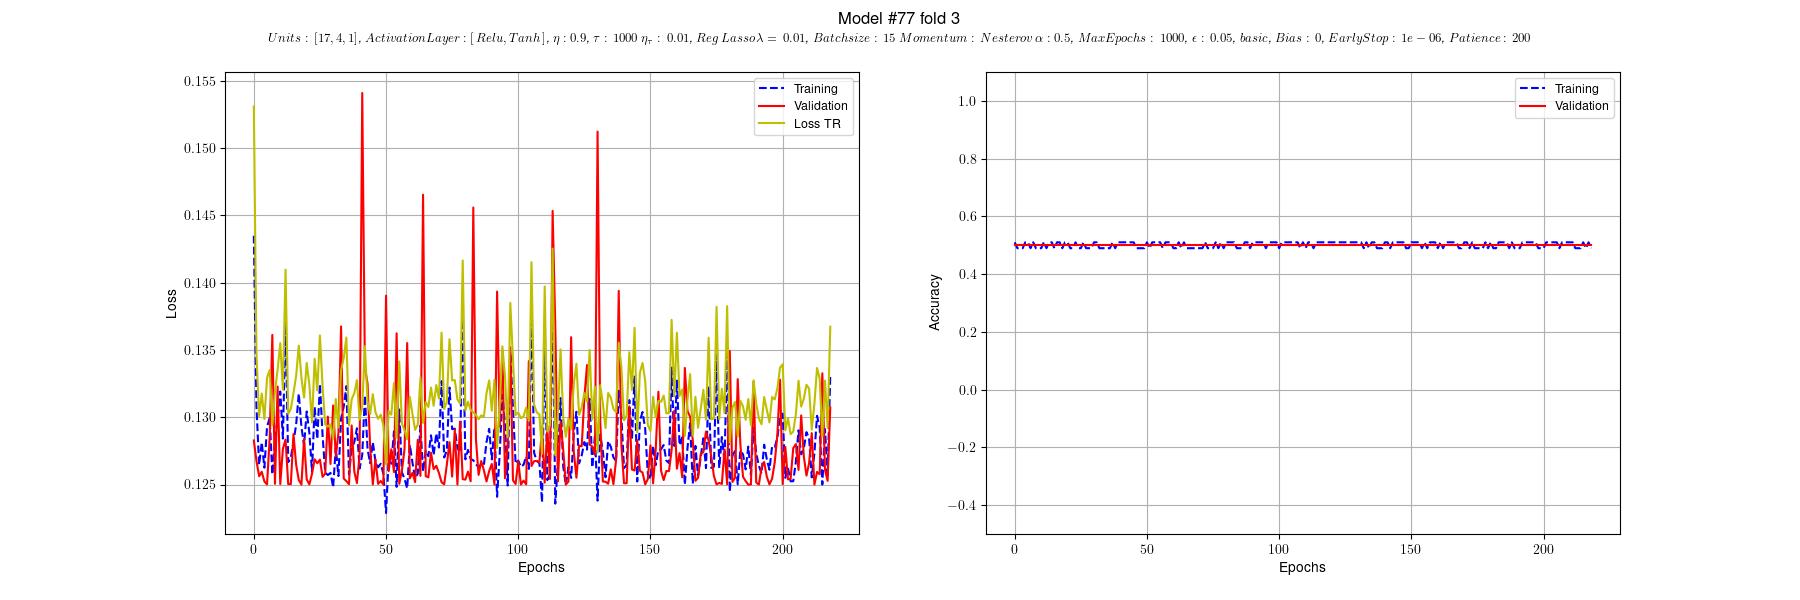 Model #77 fold 3
Units : [17, 4, 1], ActivationLayer : [ Relu, Tanh], η : 0.9, τ : 1000 ητ : 0.01, Reg Lasso λ = 0.01, Batchsize : 15 Momentum : Nesterov α : 0.5, MaxEpochs : 1000, ϵ : 0.05, basic, Bias : 0, EarlyStop : 1e − 06, Patience : 200
0.155
0.150
0.145
0.140
0.135
0.130
0.125
Loss
0 50 100 150 200
Epochs
Training
Validation
Loss TR
1.0
0.8
0.6
0.4
0.2
0.0
−0.2
−0.4
Accuracy
0 50 100 150 200
Epochs
Training
Validation